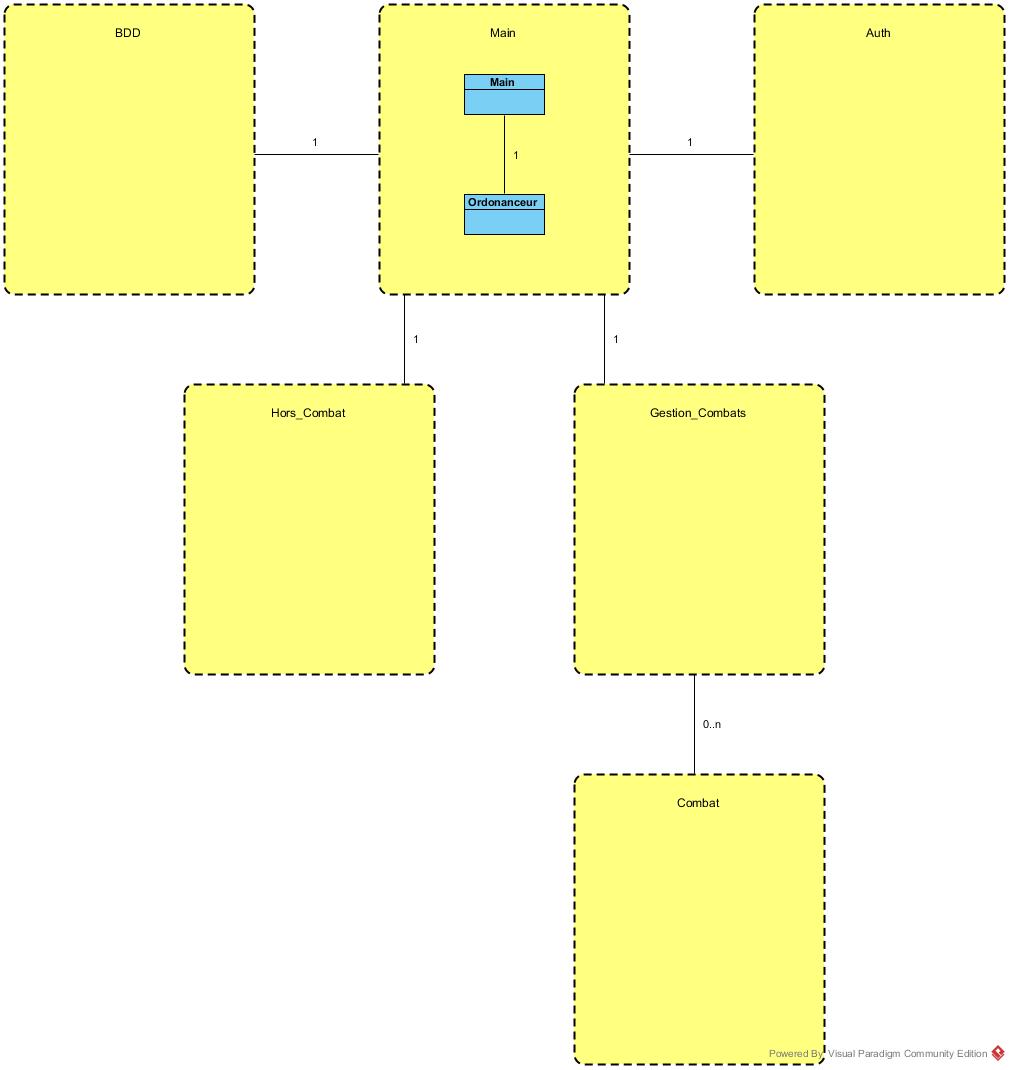 BDD
Main
Auth
Main
1
1
1
Ordonanceur
1
1
Hors_Combat
Gestion_Combats
0..n
Combat
Powered By Visual Paradigm Community Edition